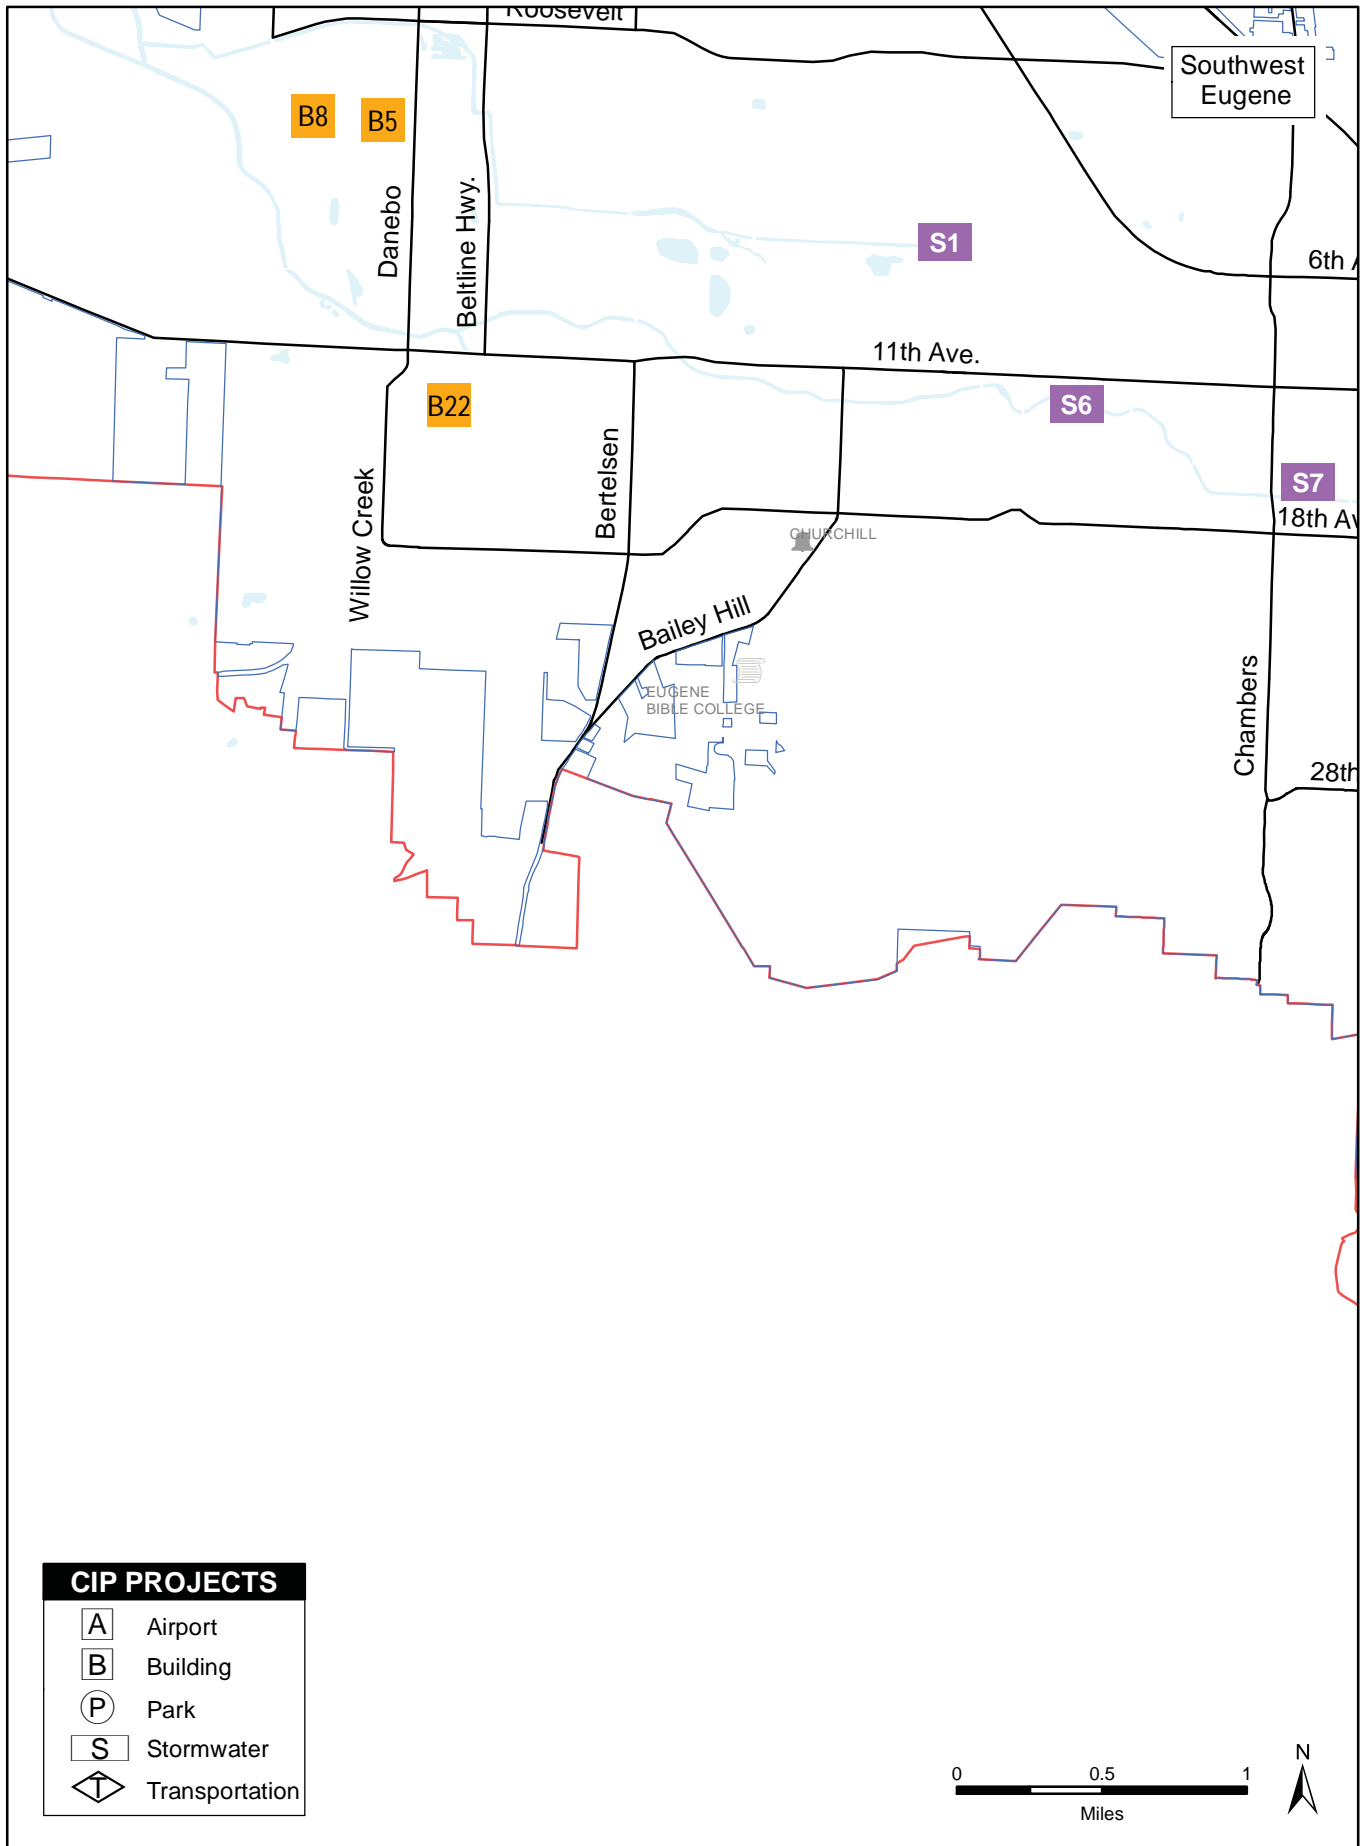 Roosevelt
Southwest
Eugene
B8
B5
Danebo
Beltline Hwy.
S1
6th A
11th Ave.
B22
S6
S7
Willow Creek
Bertelsen
18th Av
CHURCHILL
Bailey Hill
EUGENE
BIBLE COLLEGE
Chambers
28th
CIP PROJECTS
A Airport
B Building
P Park
S Stormwater
T Transportation
0 0.5 1
Miles
N